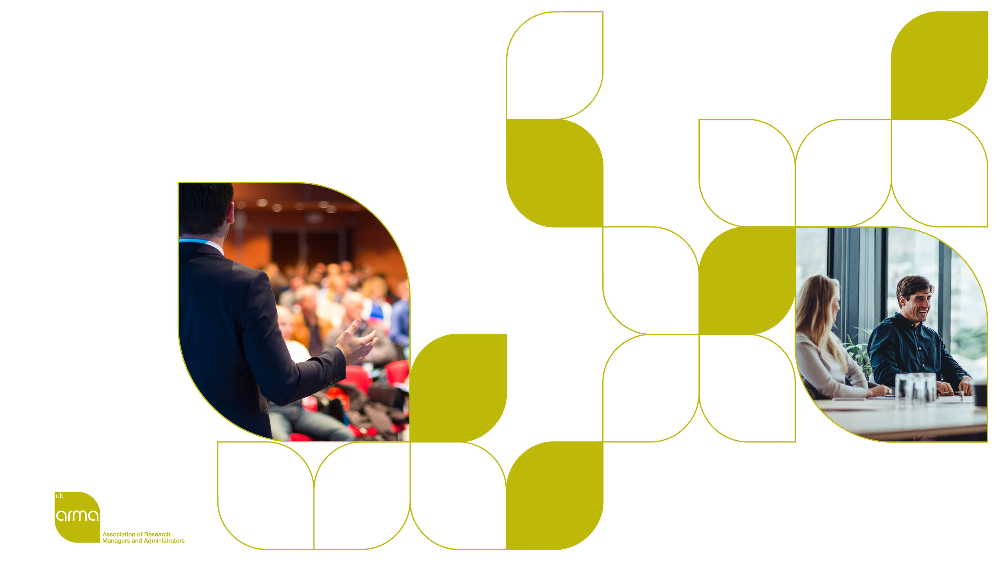 uk
arma
Association of Research
Managers and Administrators